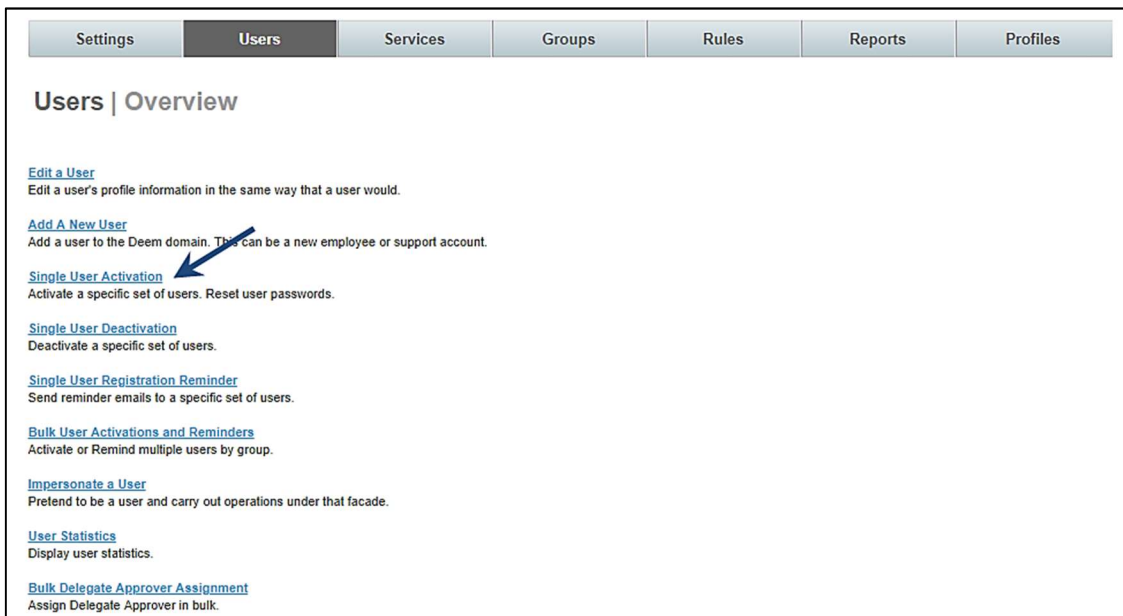 Settings Users Services Groups Rules Reports Profiles
Users | Overview
Edit a User
Edit a user's profile information in the same way that a user would.
Add A New User
Add a user to the Deem domain. This can be a new employee or support account.
Single User Activation
Activate a specific set of users. Reset user passwords.
Single User Deactivation
Deactivate a specific set of users.
Single User Registration Reminder
Send reminder emails to a specific set of users.
Bulk User Activations and Reminders
Activate or Remind multiple users by group.
Impersonate a User
Pretend to be a user and carry out operations under that facade.
User Statistics
Display user statistics.
Bulk Delegate Approver Assignment
Assign Delegate Approver in bulk.